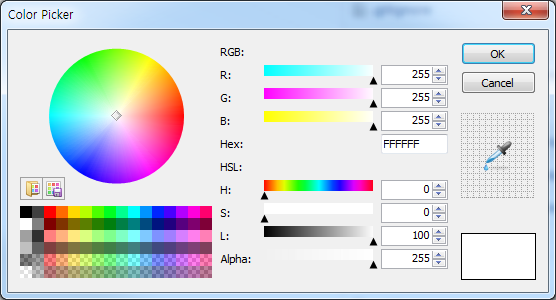 Color Picker
RGB:
OK
R: 255
Cancel
G: 255
B: 255
Hex: FFFFFF
HSL:
H: 0
S: 0
L: 100
Alpha: 255